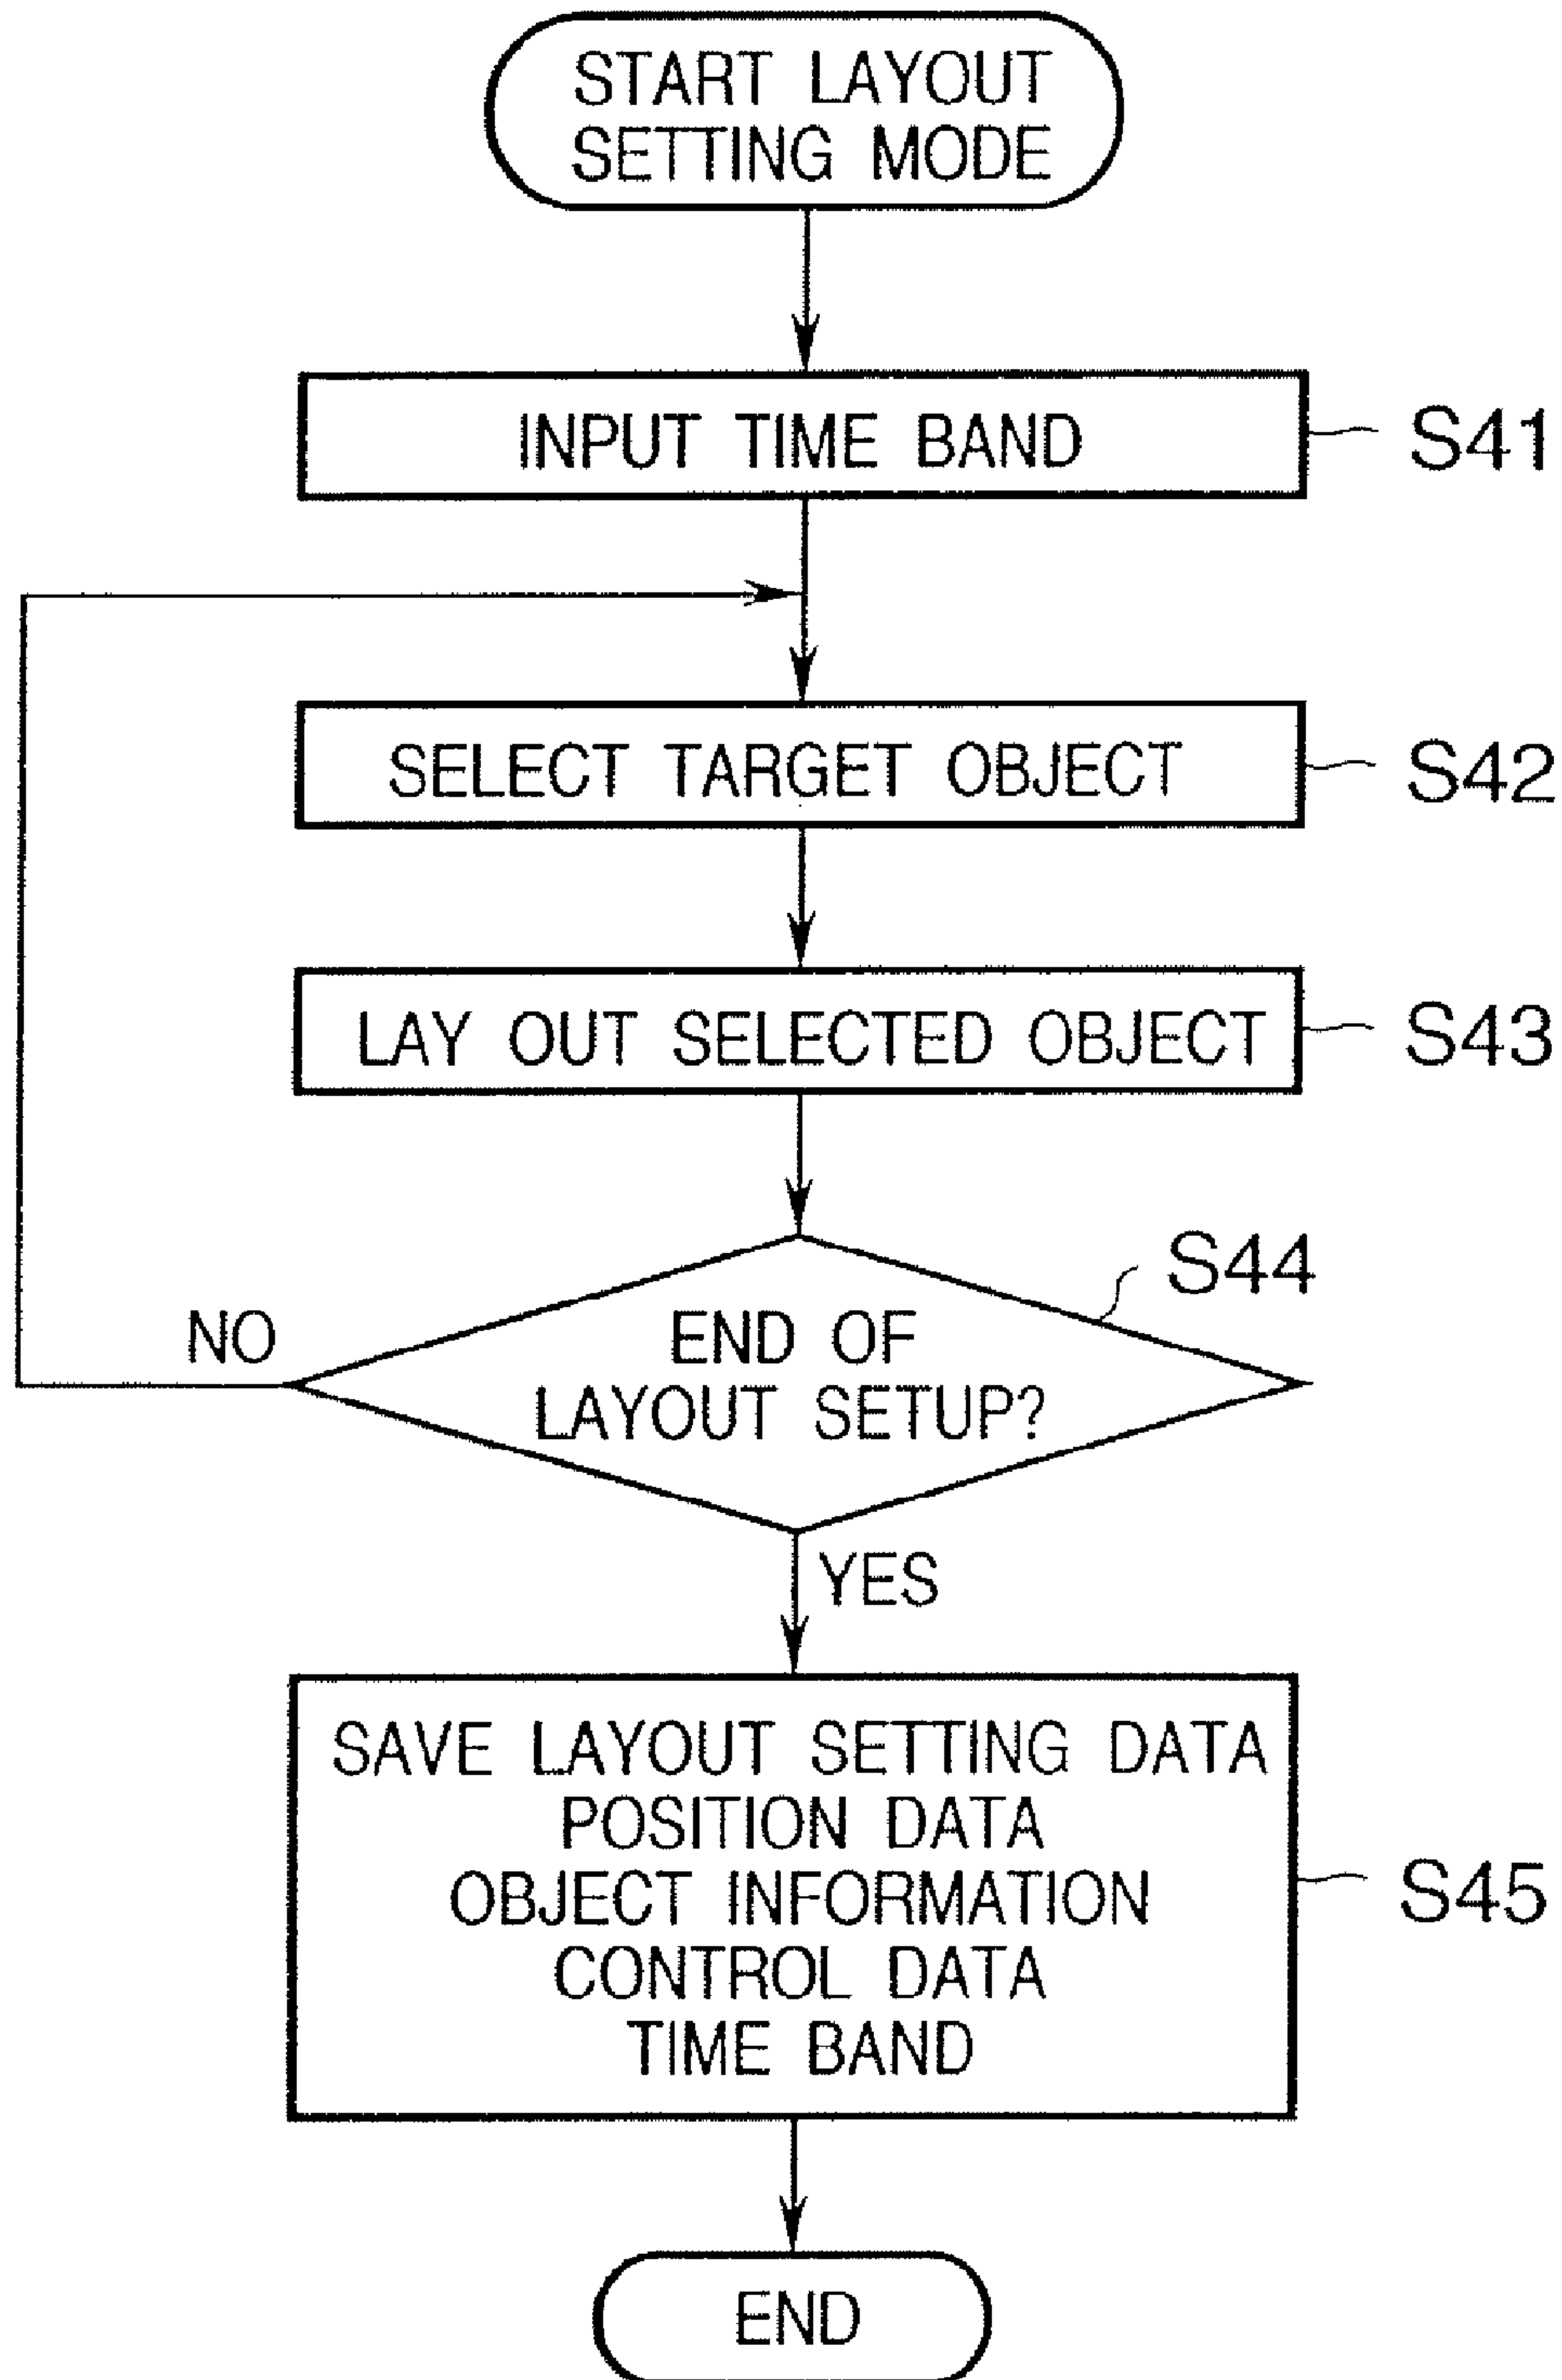 START LAYOUT
SETTING MODE
INPUT TIME BAND
S41
SELECT TARGET OBJECT
S42
LAY OUT SELECTED OBJECT
S43
S44
NO
END OF
LAYOUT SETUP?
YES
SAVE LAYOUT SETTING DATA
POSITION DATA
OBJECT INFORMATION
CONTROL DATA
TIME BAND
S45
END